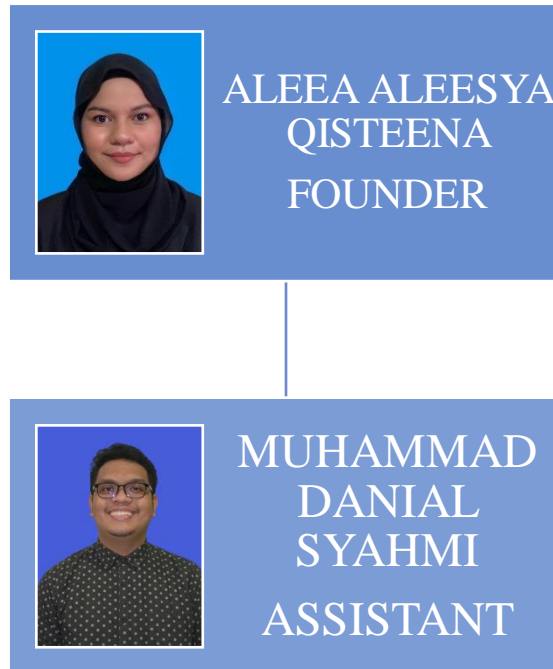 ALEEA ALEESYA
QISTEENA
FOUNDER
MUHAMMAD
DANIAL
SYAHMI
ASSISTANT